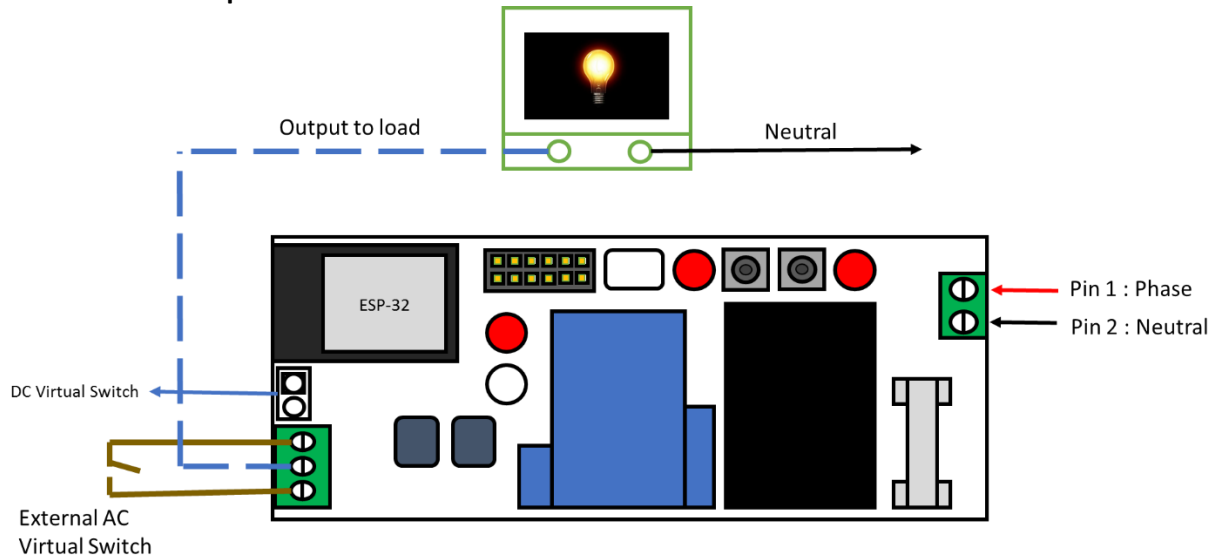 Output to load
Neutral
ESP-32
Pin 1 : Phase
Pin 2 : Neutral
DC Virtual Switch
External AC
Virtual Switch